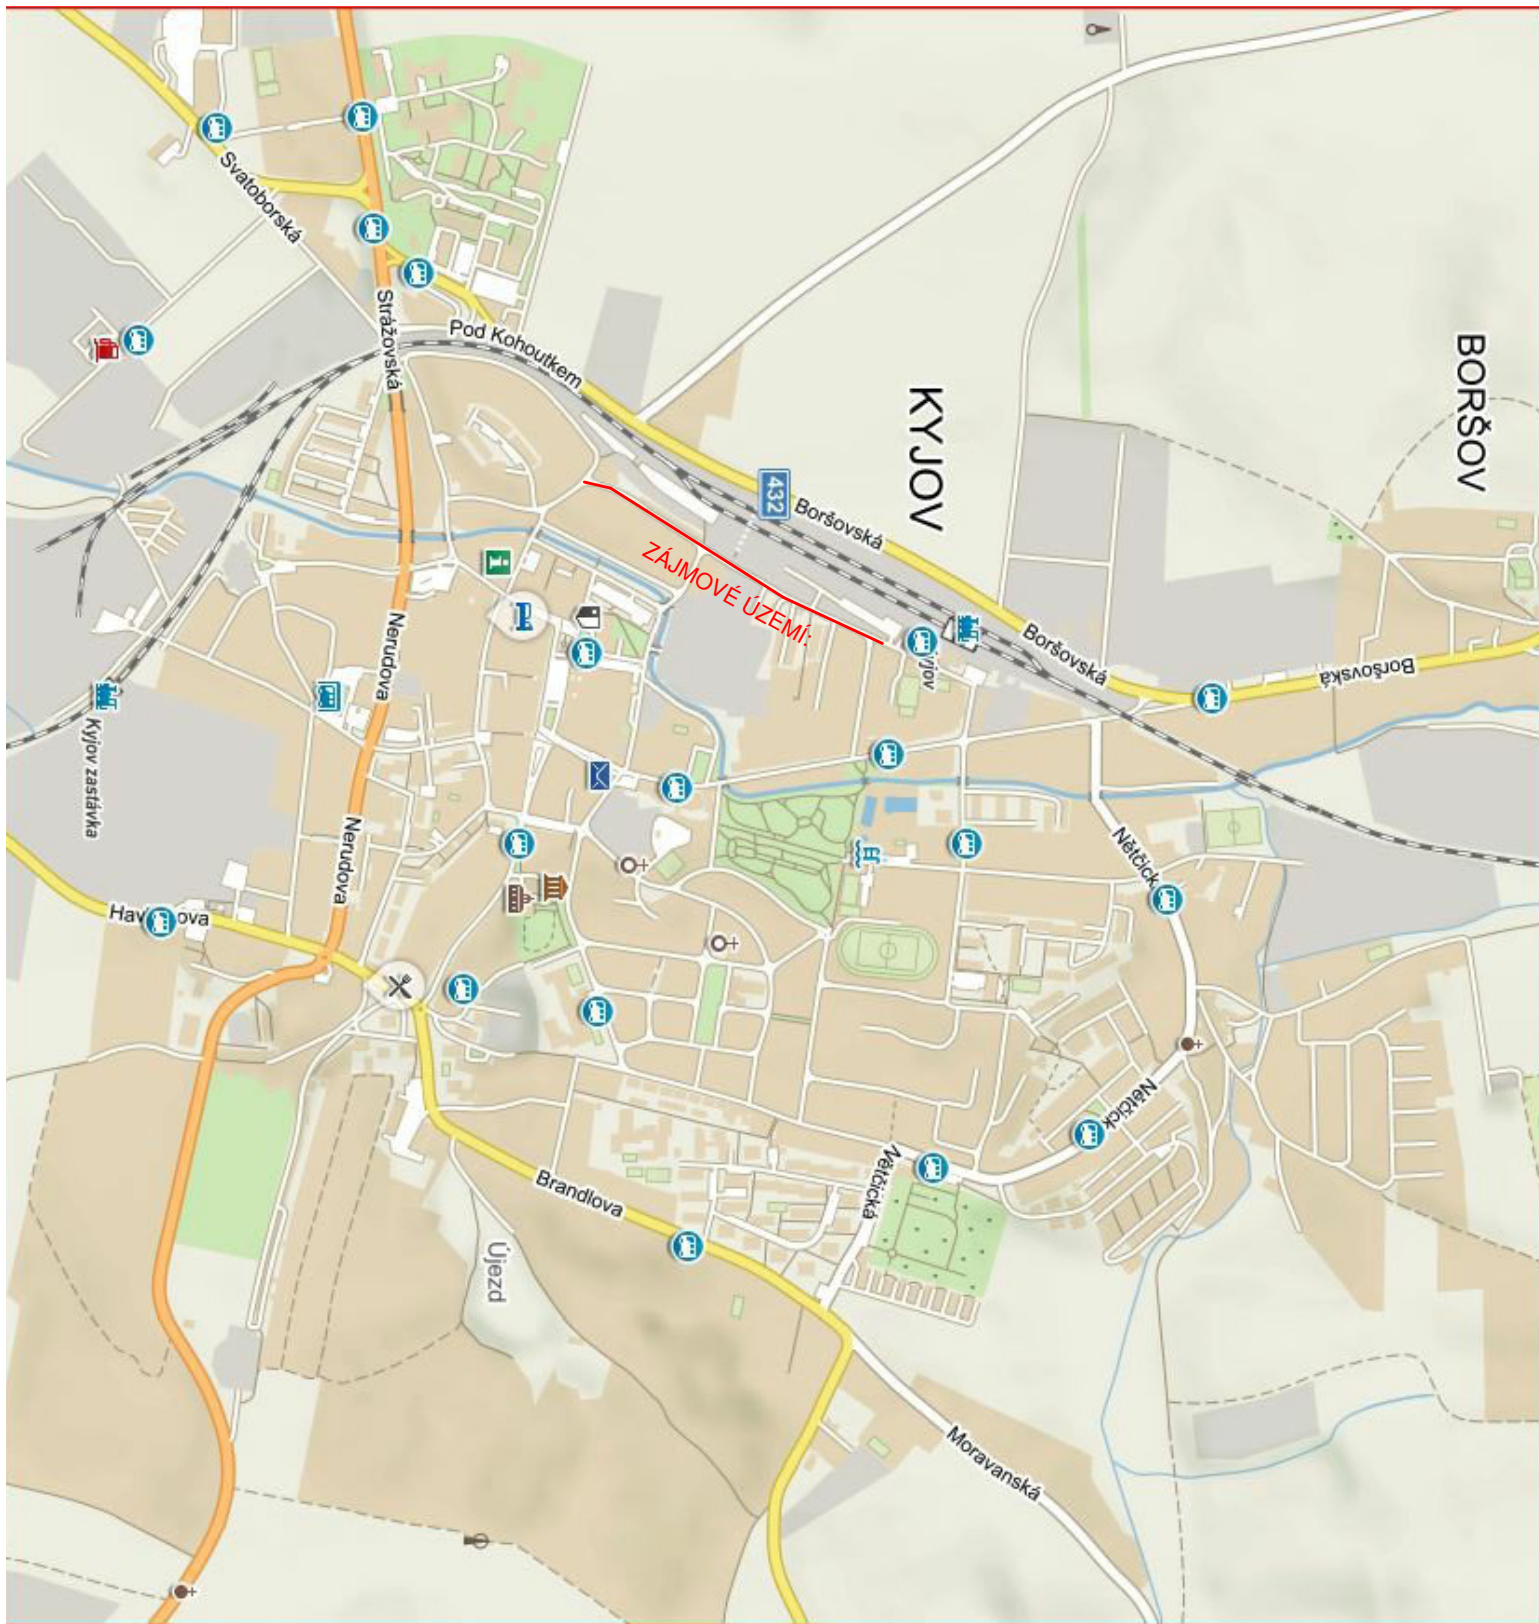 BORŠOV
KYJOV
Svatoborská
Strážovská
Pod Kohoutkem
432
Boršovská
ZÁJMOVÉ ÚZEMÍ:
Boršovská
Boršovská
Nerudova
Kyjov zastávka
Nerudova
Nětčick
Nětčick
Nětčická
Brandlova
Újezd
Moravanská